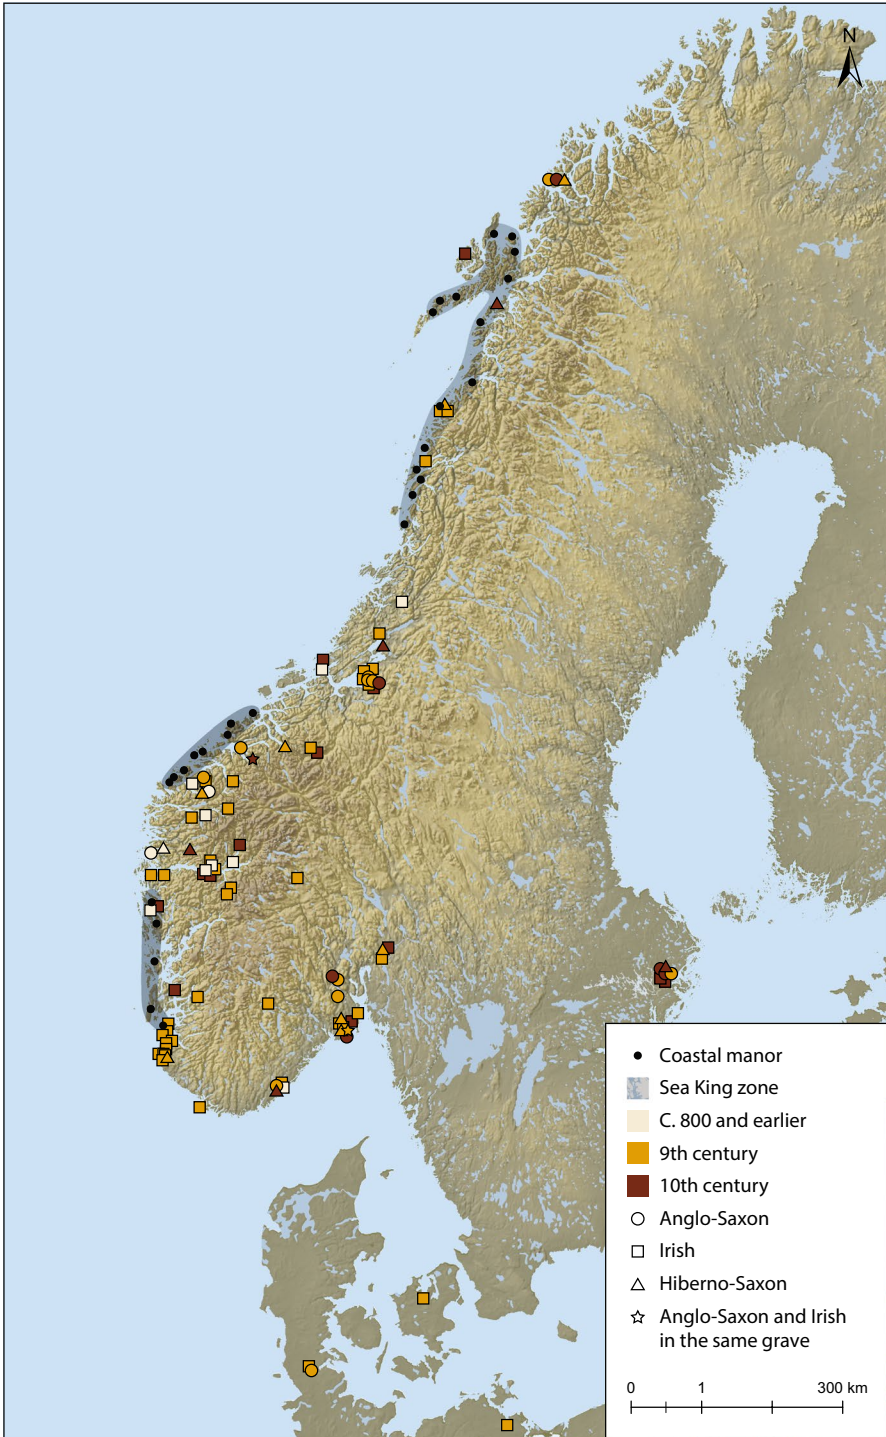 N
Coastal manor
Sea King zone
C. 800 and earlier
9th century
10th century
Anglo-Saxon
Irish
Hiberno-Saxon
Anglo-Saxon and Irish
in the same grave
0 1 300 km